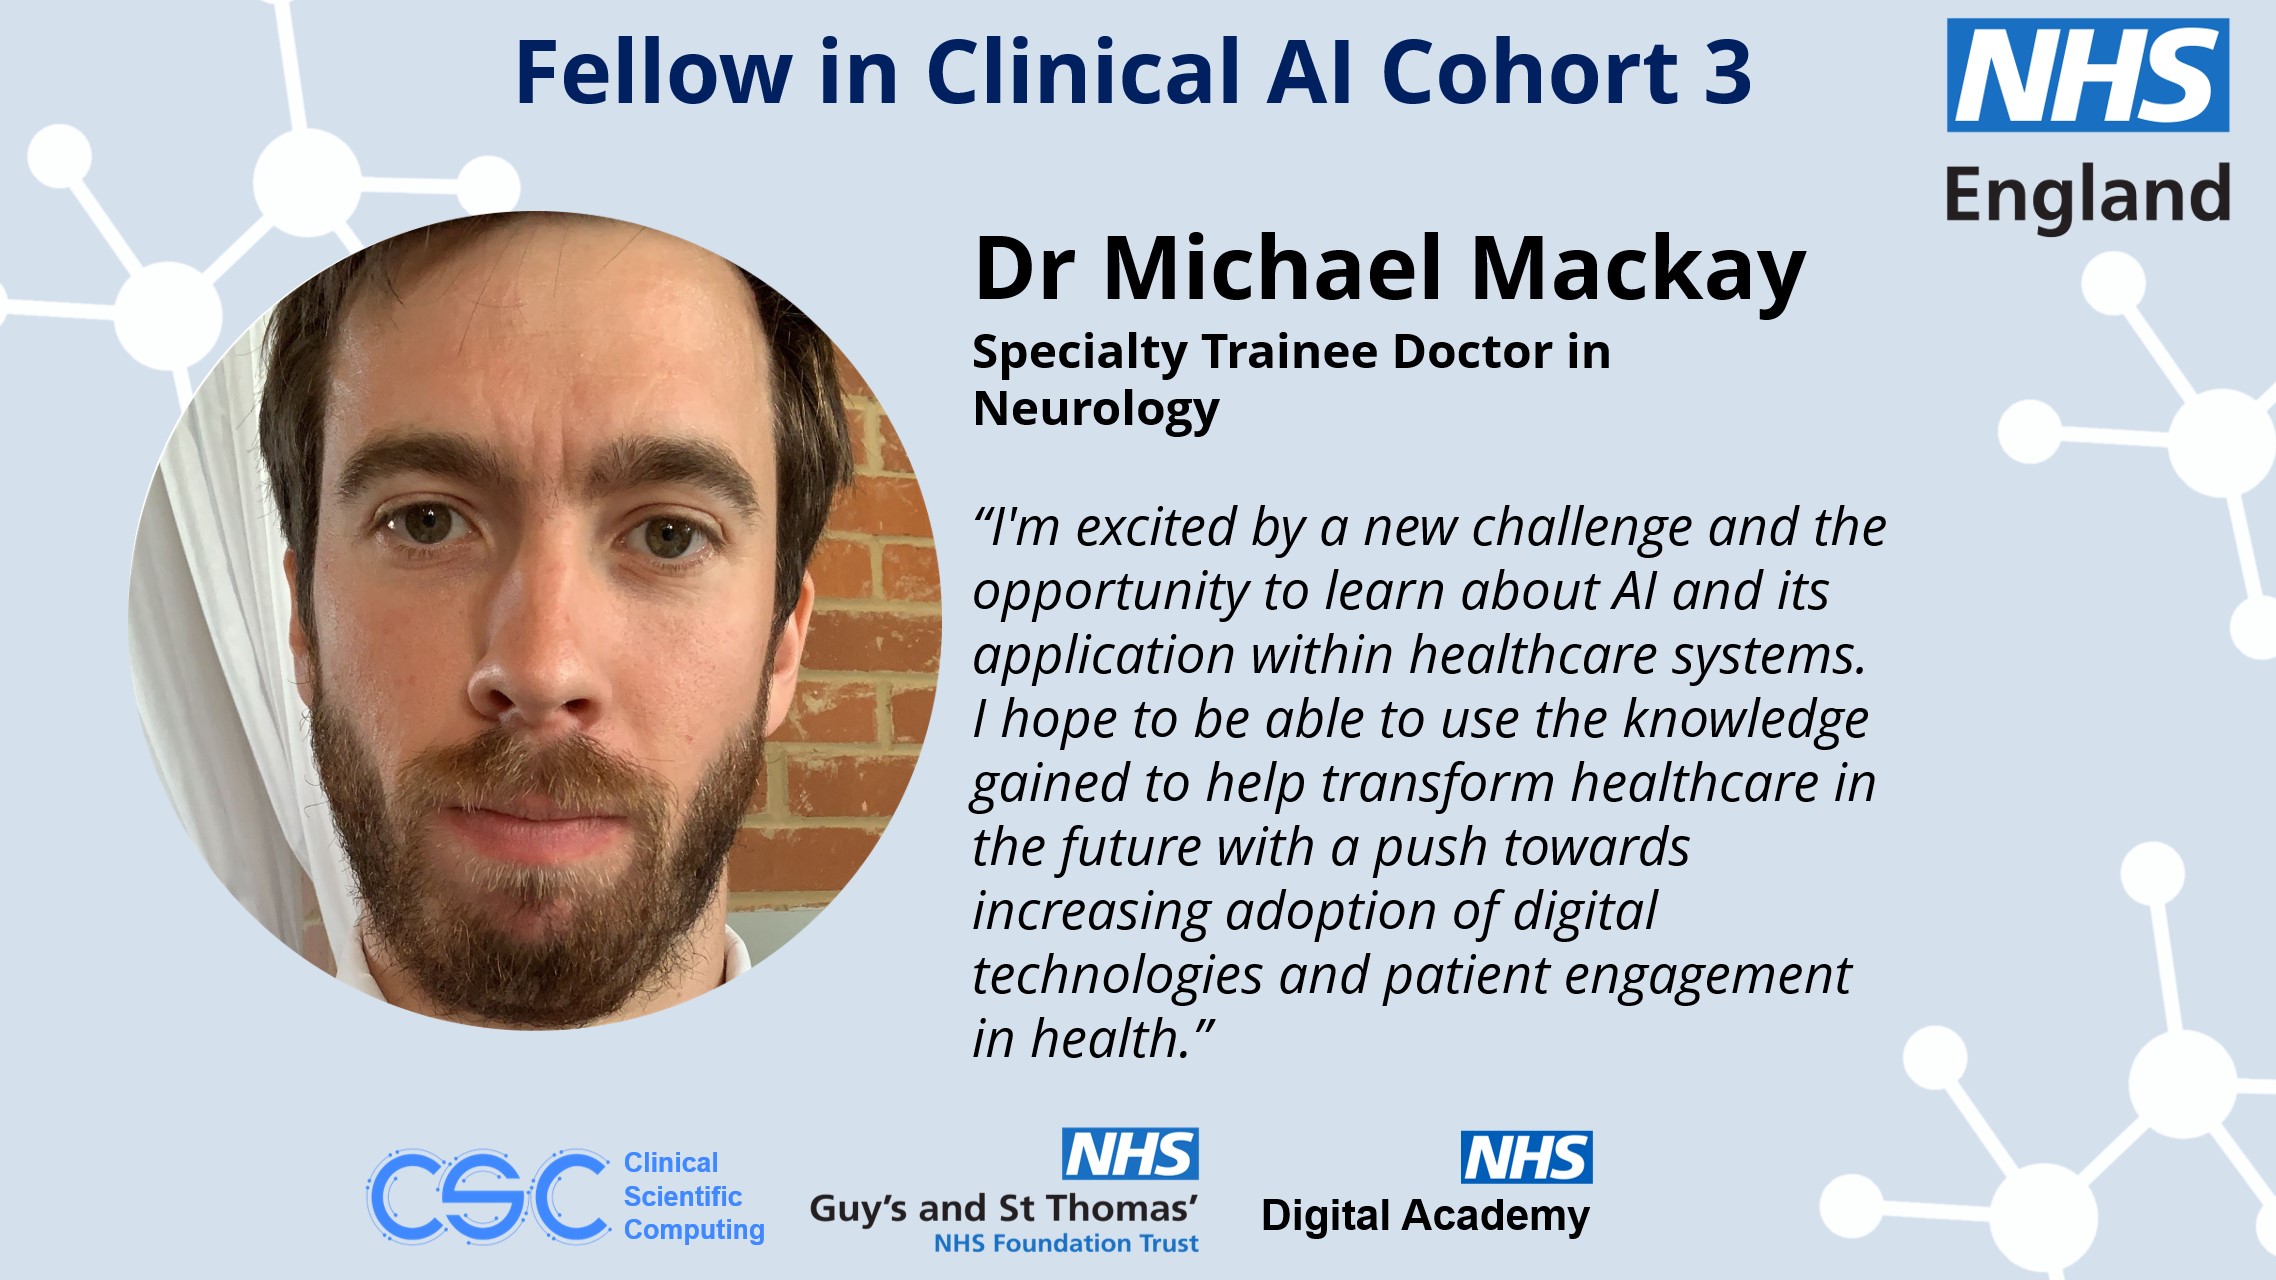 Fellow in Clinical AI Cohort 3
NHS
England
Dr Michael Mackay
Specialty Trainee Doctor in
Neurology
“I'm excited by a new challenge and the
opportunity to learn about AI and its
application within healthcare systems.
I hope to be able to use the knowledge
gained to help transform healthcare in
the future with a push towards
increasing adoption of digital
technologies and patient engagement
in health.”
CSC
Clinical
Scientific
Computing
NHS
Guy’s and St Thomas’
NHS Foundation Trust
NHS
Digital Academy